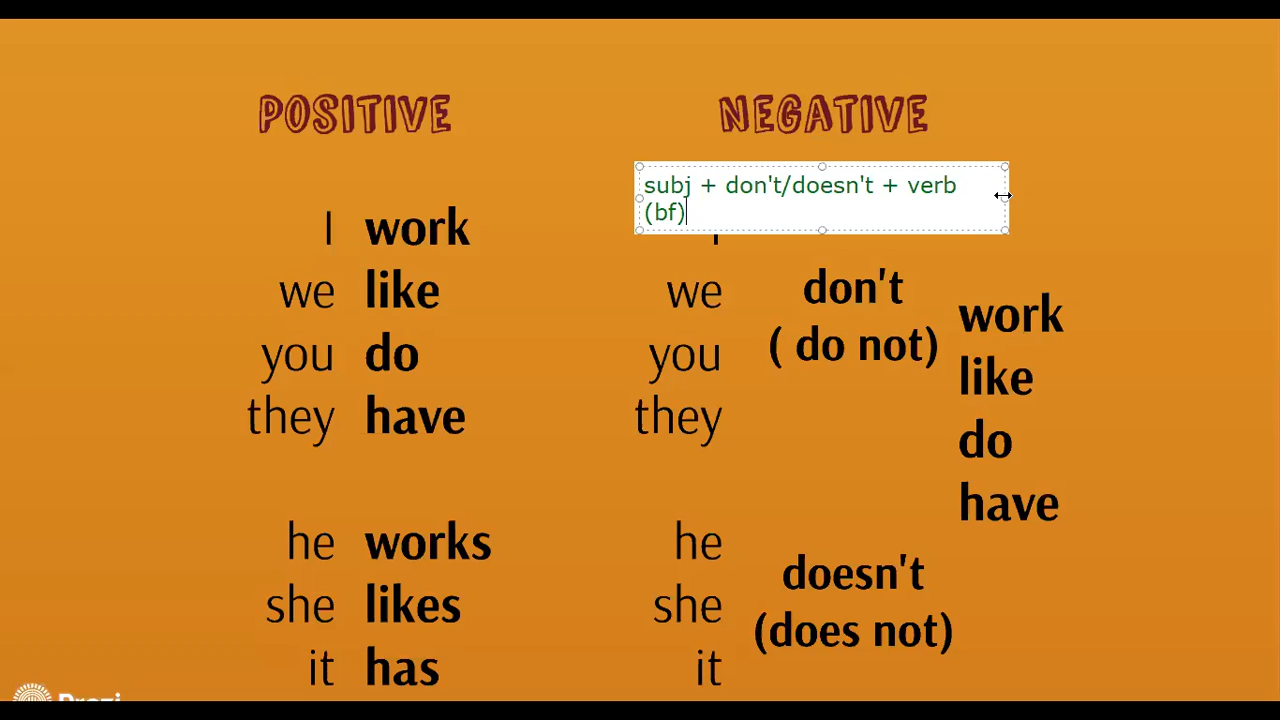 POSITIVE
I work
we like
you do
they have
he works
she likes
it has
NEGATIVE
subj + don't/doesn't + verb
(bf)
I
we
you
they
don't
( do not)
he
she
it
doesn't
(does not)
work
like
do
have
Prezi